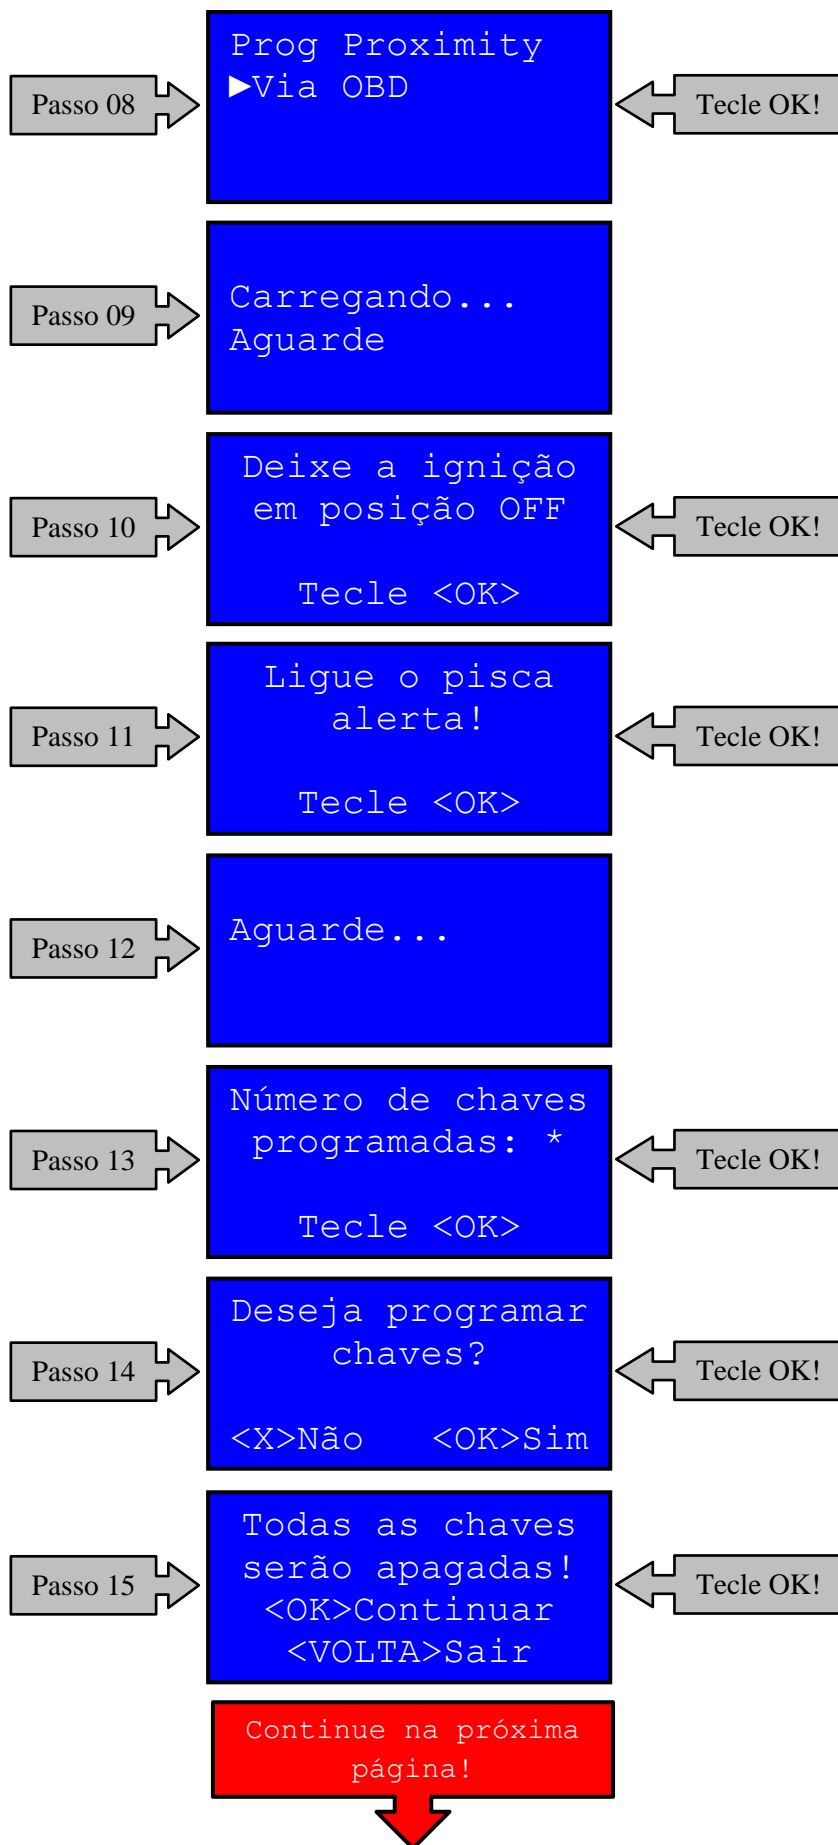 Prog Proximity
►Via OBD
Passo 08
Tecle OK!
Carregando...
Aguarde
Passo 09
Deixe a ignição
em posição OFF
Tecle <OK>
Passo 10
Tecle OK!
Ligue o pisca
alerta!
Tecle <OK>
Passo 11
Tecle OK!
Aguarde...
Passo 12
Número de chaves
programadas: *
Tecle <OK>
Passo 13
Tecle OK!
Deseja programar
chaves?
<X>Não <OK>Sim
Passo 14
Tecle OK!
Todas as chaves
serão apagadas!
<OK>Continuar
<VOLTA>Sair
Passo 15
Tecle OK!
Continue na próxima
página!